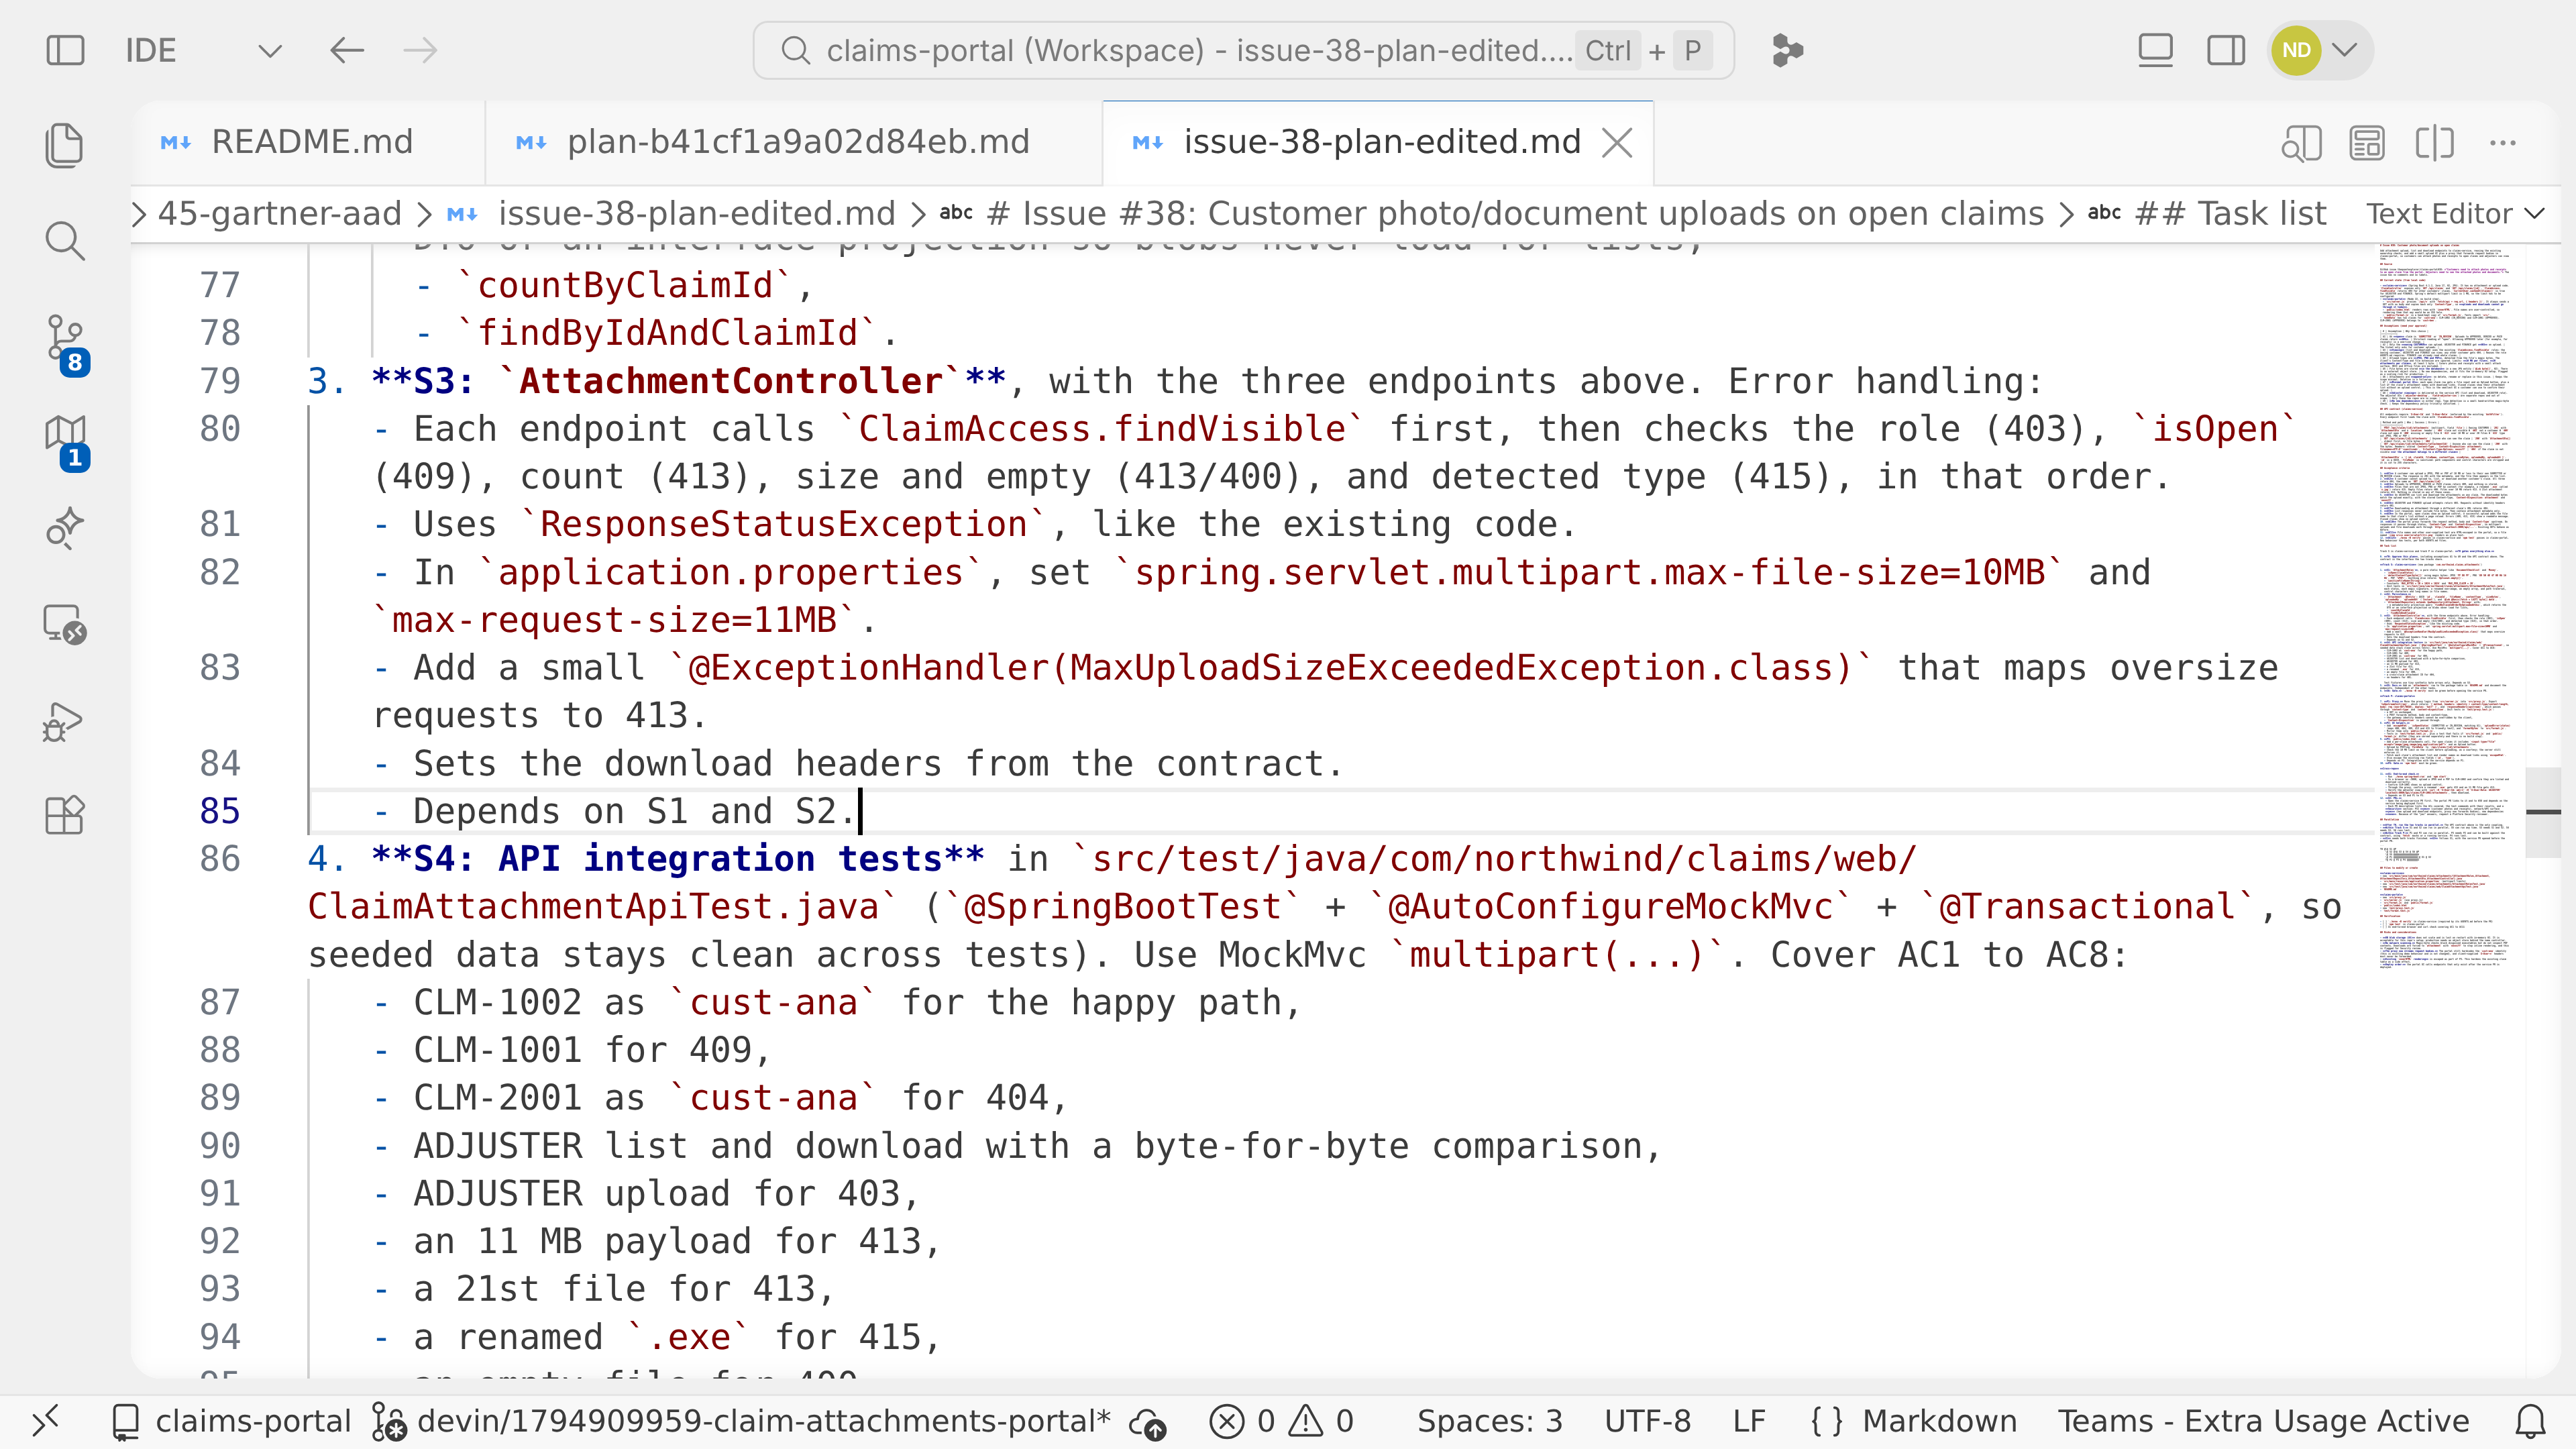 IDE
claims-portal (Workspace) - issue-38-plan-edited.... Ctrl + P
ND
README.md
plan-b41cf1a9a02d84eb.md
issue-38-plan-edited.md
45-gartner-aad > issue-38-plan-edited.md > abc # Issue #38: Customer photo/document uploads on open claims > abc ## Task list
Text Editor
8
1
77 - `countByClaimId`,
78 - `findByIdAndClaimId`.
79 3. **S3: `AttachmentController`**, with the three endpoints above. Error handling:
80 - Each endpoint calls `ClaimAccess.findVisible` first, then checks the role (403), `isOpen`
(409), count (413), size and empty (413/400), and detected type (415), in that order.
81 - Uses `ResponseStatusException`, like the existing code.
82 - In `application.properties`, set `spring.servlet.multipart.max-file-size=10MB` and
`max-request-size=11MB`.
83 - Add a small `@ExceptionHandler(MaxUploadSizeExceededException.class)` that maps oversize
requests to 413.
84 - Sets the download headers from the contract.
85 - Depends on S1 and S2.
86 4. **S4: API integration tests** in `src/test/java/com/northwind/claims/web/
ClaimAttachmentApiTest.java` (`@SpringBootTest` + `@AutoConfigureMockMvc` + `@Transactional`, so
seeded data stays clean across tests). Use MockMvc `multipart(...)`. Cover AC1 to AC8:
87 - CLM-1002 as `cust-ana` for the happy path,
88 - CLM-1001 for 409,
89 - CLM-2001 as `cust-ana` for 404,
90 - ADJUSTER list and download with a byte-for-byte comparison,
91 - ADJUSTER upload for 403,
92 - an 11 MB payload for 413,
93 - a 21st file for 413,
94 - a renamed `.exe` for 415,
claims-portal
devin/1794909959-claim-attachments-portal*
0
0
Spaces: 3
UTF-8
LF
{ } Markdown
Teams - Extra Usage Active